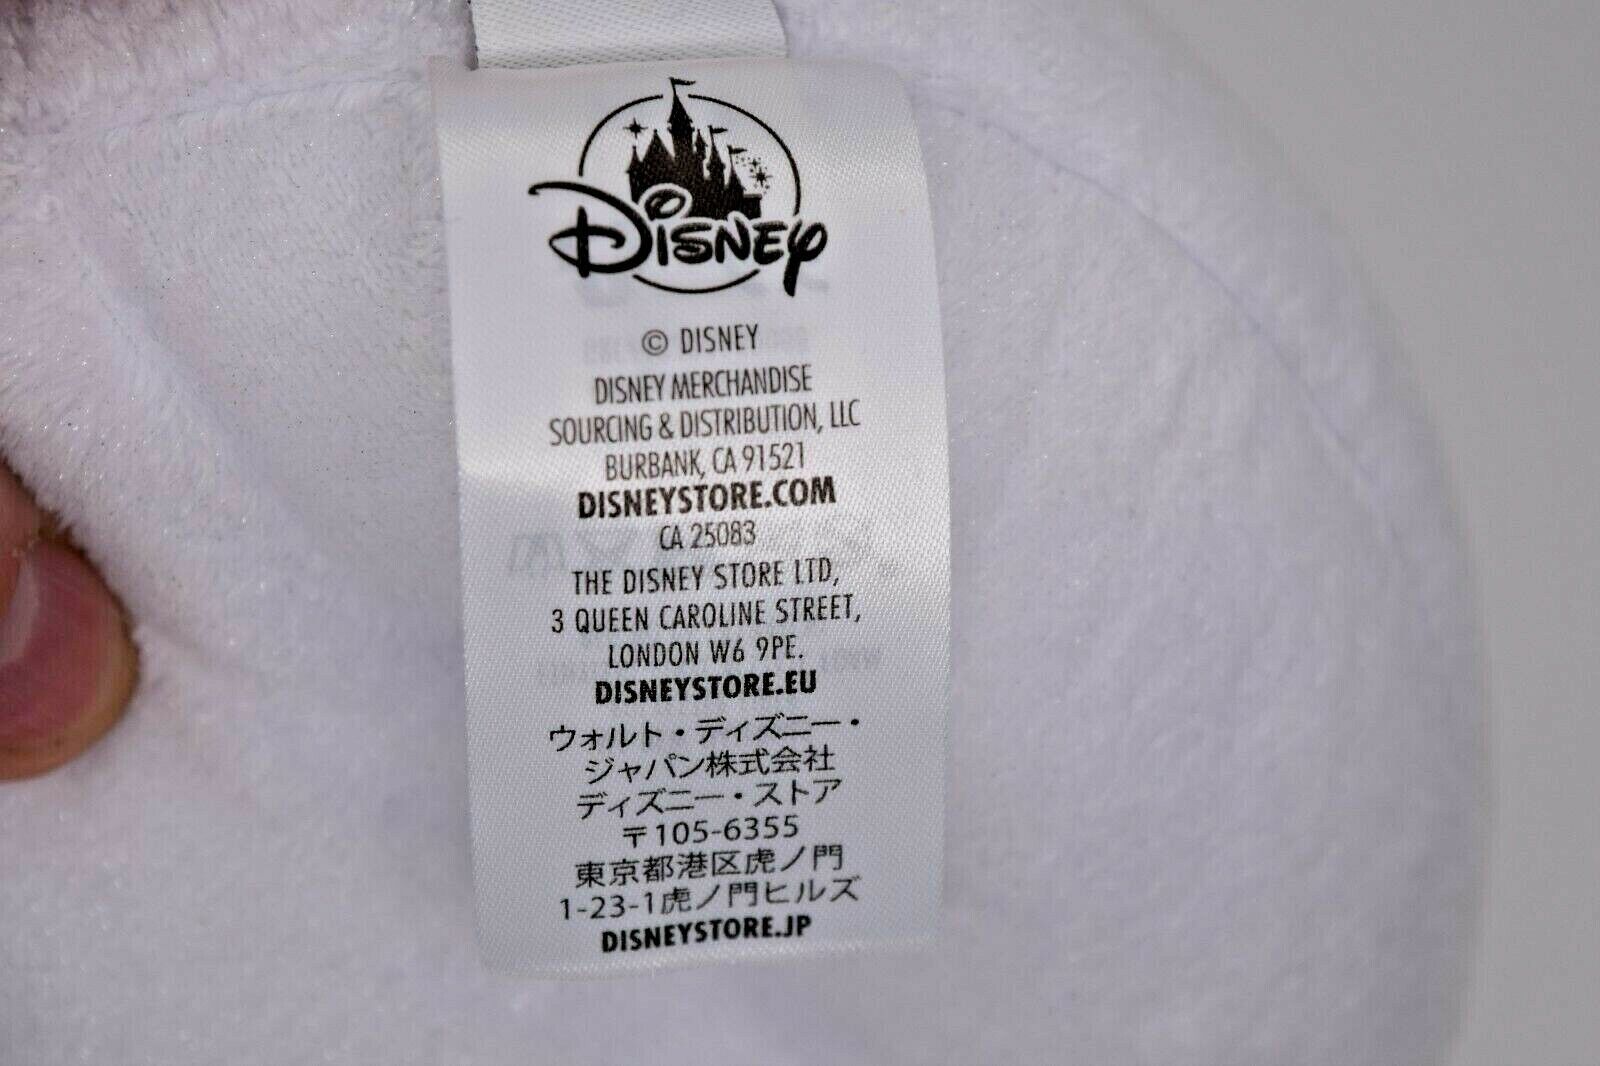 Disney
© DISNEY
DISNEY MERCHANDISE
SOURCING & DISTRIBUTION, LLC
BURBANK, CA 91521
DISNEYSTORE.COM
CA 25083
THE DISNEY STORE LTD,
3 QUEEN CAROLINE STREET,
LONDON W6 9PE.
DISNEYSTORE.EU
ウォルト・ディズニー・
ジャパン株式会社
ディズニー・ストア
〒105-6355
東京都港区虎ノ門
1-23-1虎ノ門ヒルズ
DISNEYSTORE.JP